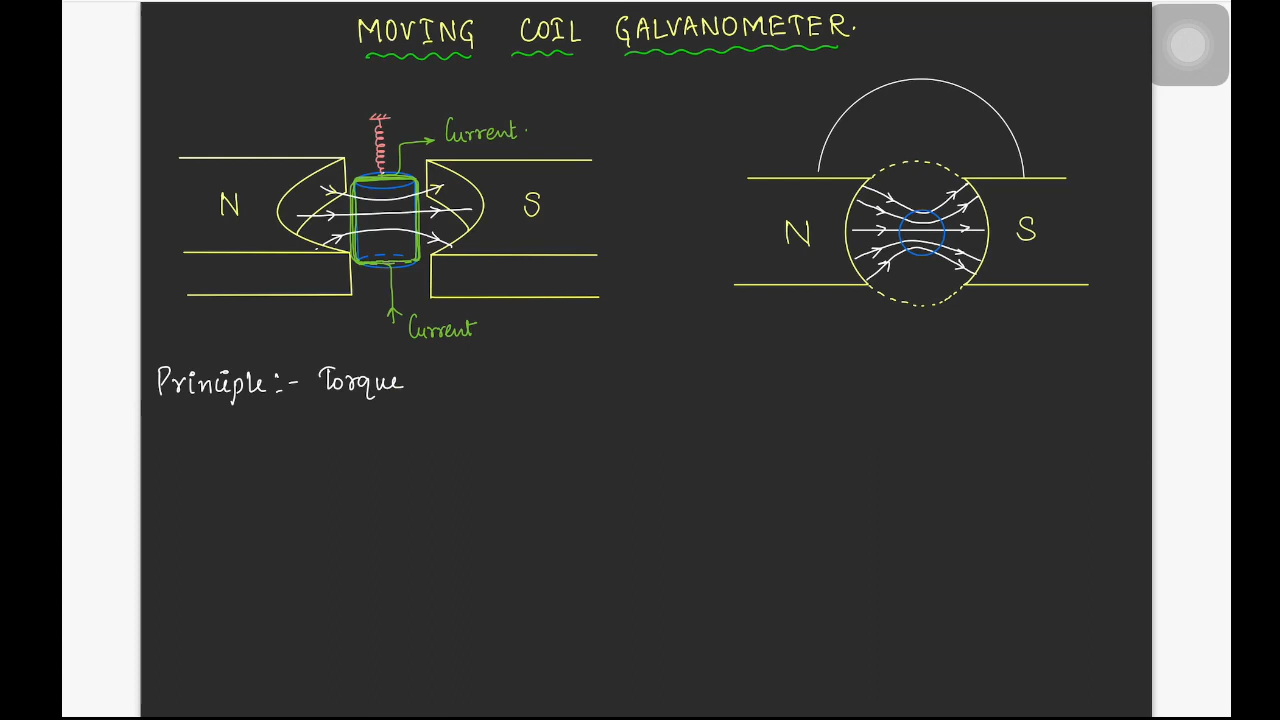 MOVING COIL GALVANOMETER.
Current.
N
S
N
S
Current
Principle:- Torque